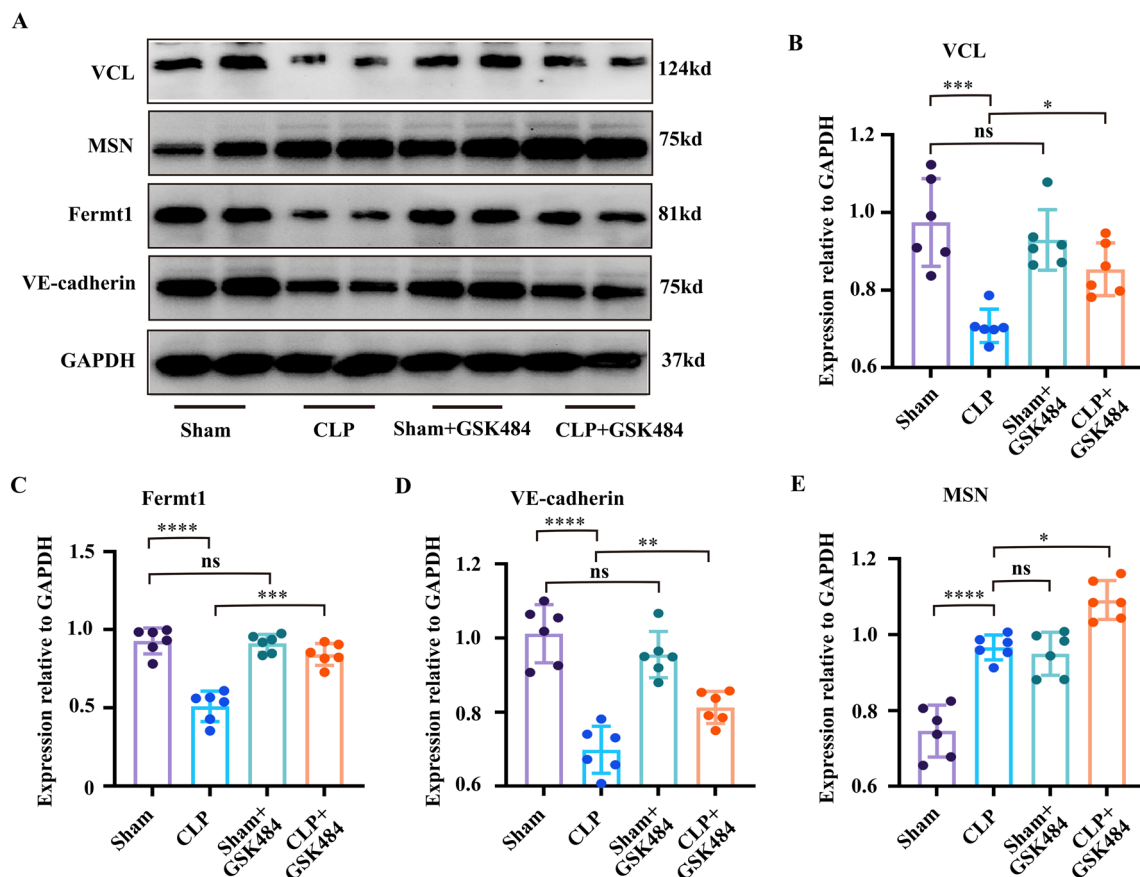 A
VCL
124kd
MSN
75kd
Fermt1
81kd
VE-cadherin
75kd
GAPDH
37kd
Sham
CLP
Sham+GSK484
CLP+GSK484
B
VCL
***
*
ns
Expression relative to GAPDH
1.2
1.0
0.8
0.6
Sham
CLP
Sham+
GSK484
CLP+
GSK484
C
Fermt1
****
ns
***
Expression relative to GAPDH
1.5
1.0
0.5
0
Sham
CLP
Sham+
GSK484
CLP+
GSK484
D
VE-cadherin
****
**
ns
Expression relative to GAPDH
1.2
1.0
0.8
0.6
Sham
CLP
Sham+
GSK484
CLP+
GSK484
E
MSN
*
ns
****
Expression relative to GAPDH
1.2
1.0
0.8
0.6
Sham
CLP
Sham+
GSK484
CLP+
GSK484